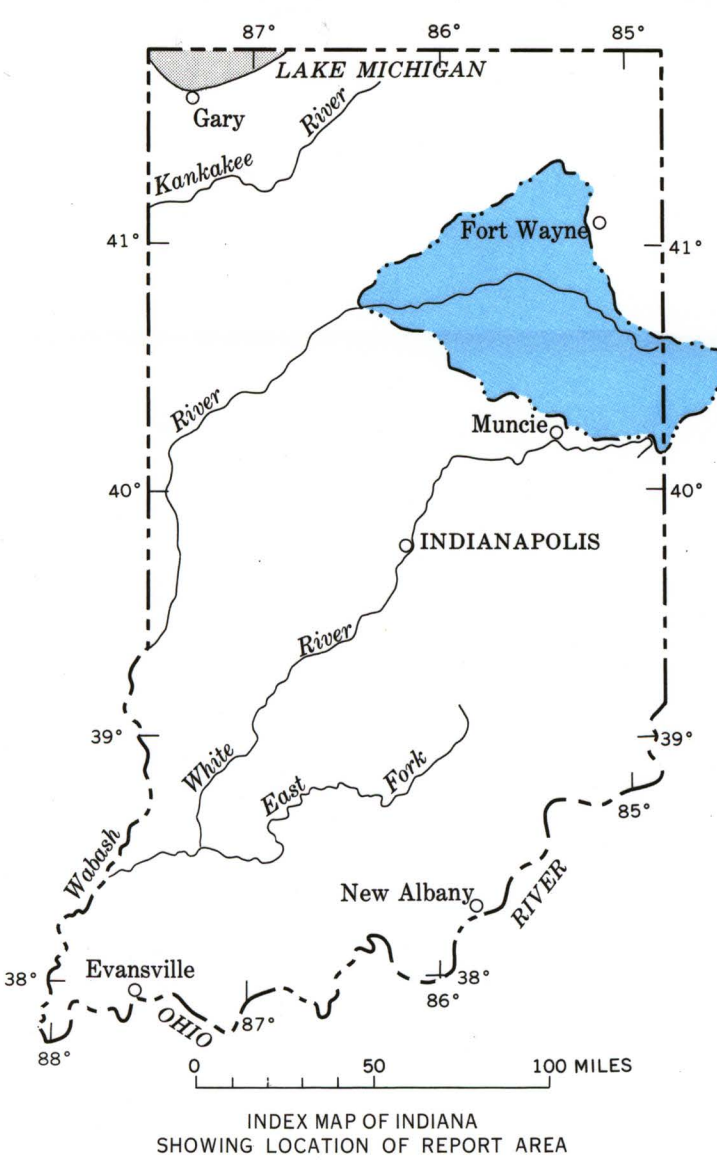 87°
86°
85°
LAKE MICHIGAN
Gary
River
Kankakee
41°
Fort Wayne
41°
River
Muncie
40°
40°
INDIANAPOLIS
River
39°
39°
White
East
Fork
85°
Wabash
New Albany
RIVER
38°
Evansville
38°
86°
OHIO
87°
88°
0 50 100 MILES
INDEX MAP OF INDIANA
SHOWING LOCATION OF REPORT AREA